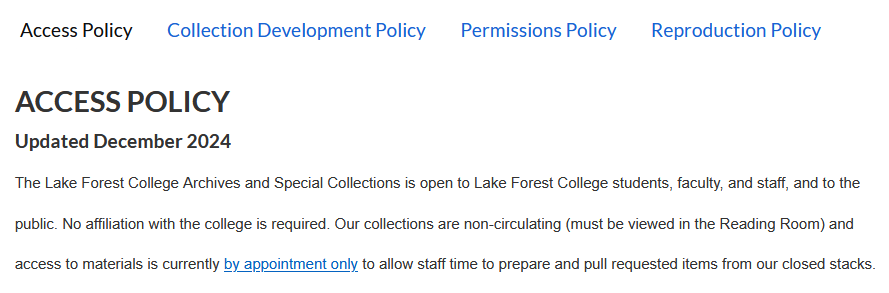 Access Policy Collection Development Policy Permissions Policy Reproduction Policy
ACCESS POLICY
Updated December 2024
The Lake Forest College Archives and Special Collections is open to Lake Forest College students, faculty, and staff, and to the
public. No affiliation with the college is required. Our collections are non-circulating (must be viewed in the Reading Room) and
access to materials is currently by appointment only to allow staff time to prepare and pull requested items from our closed stacks.